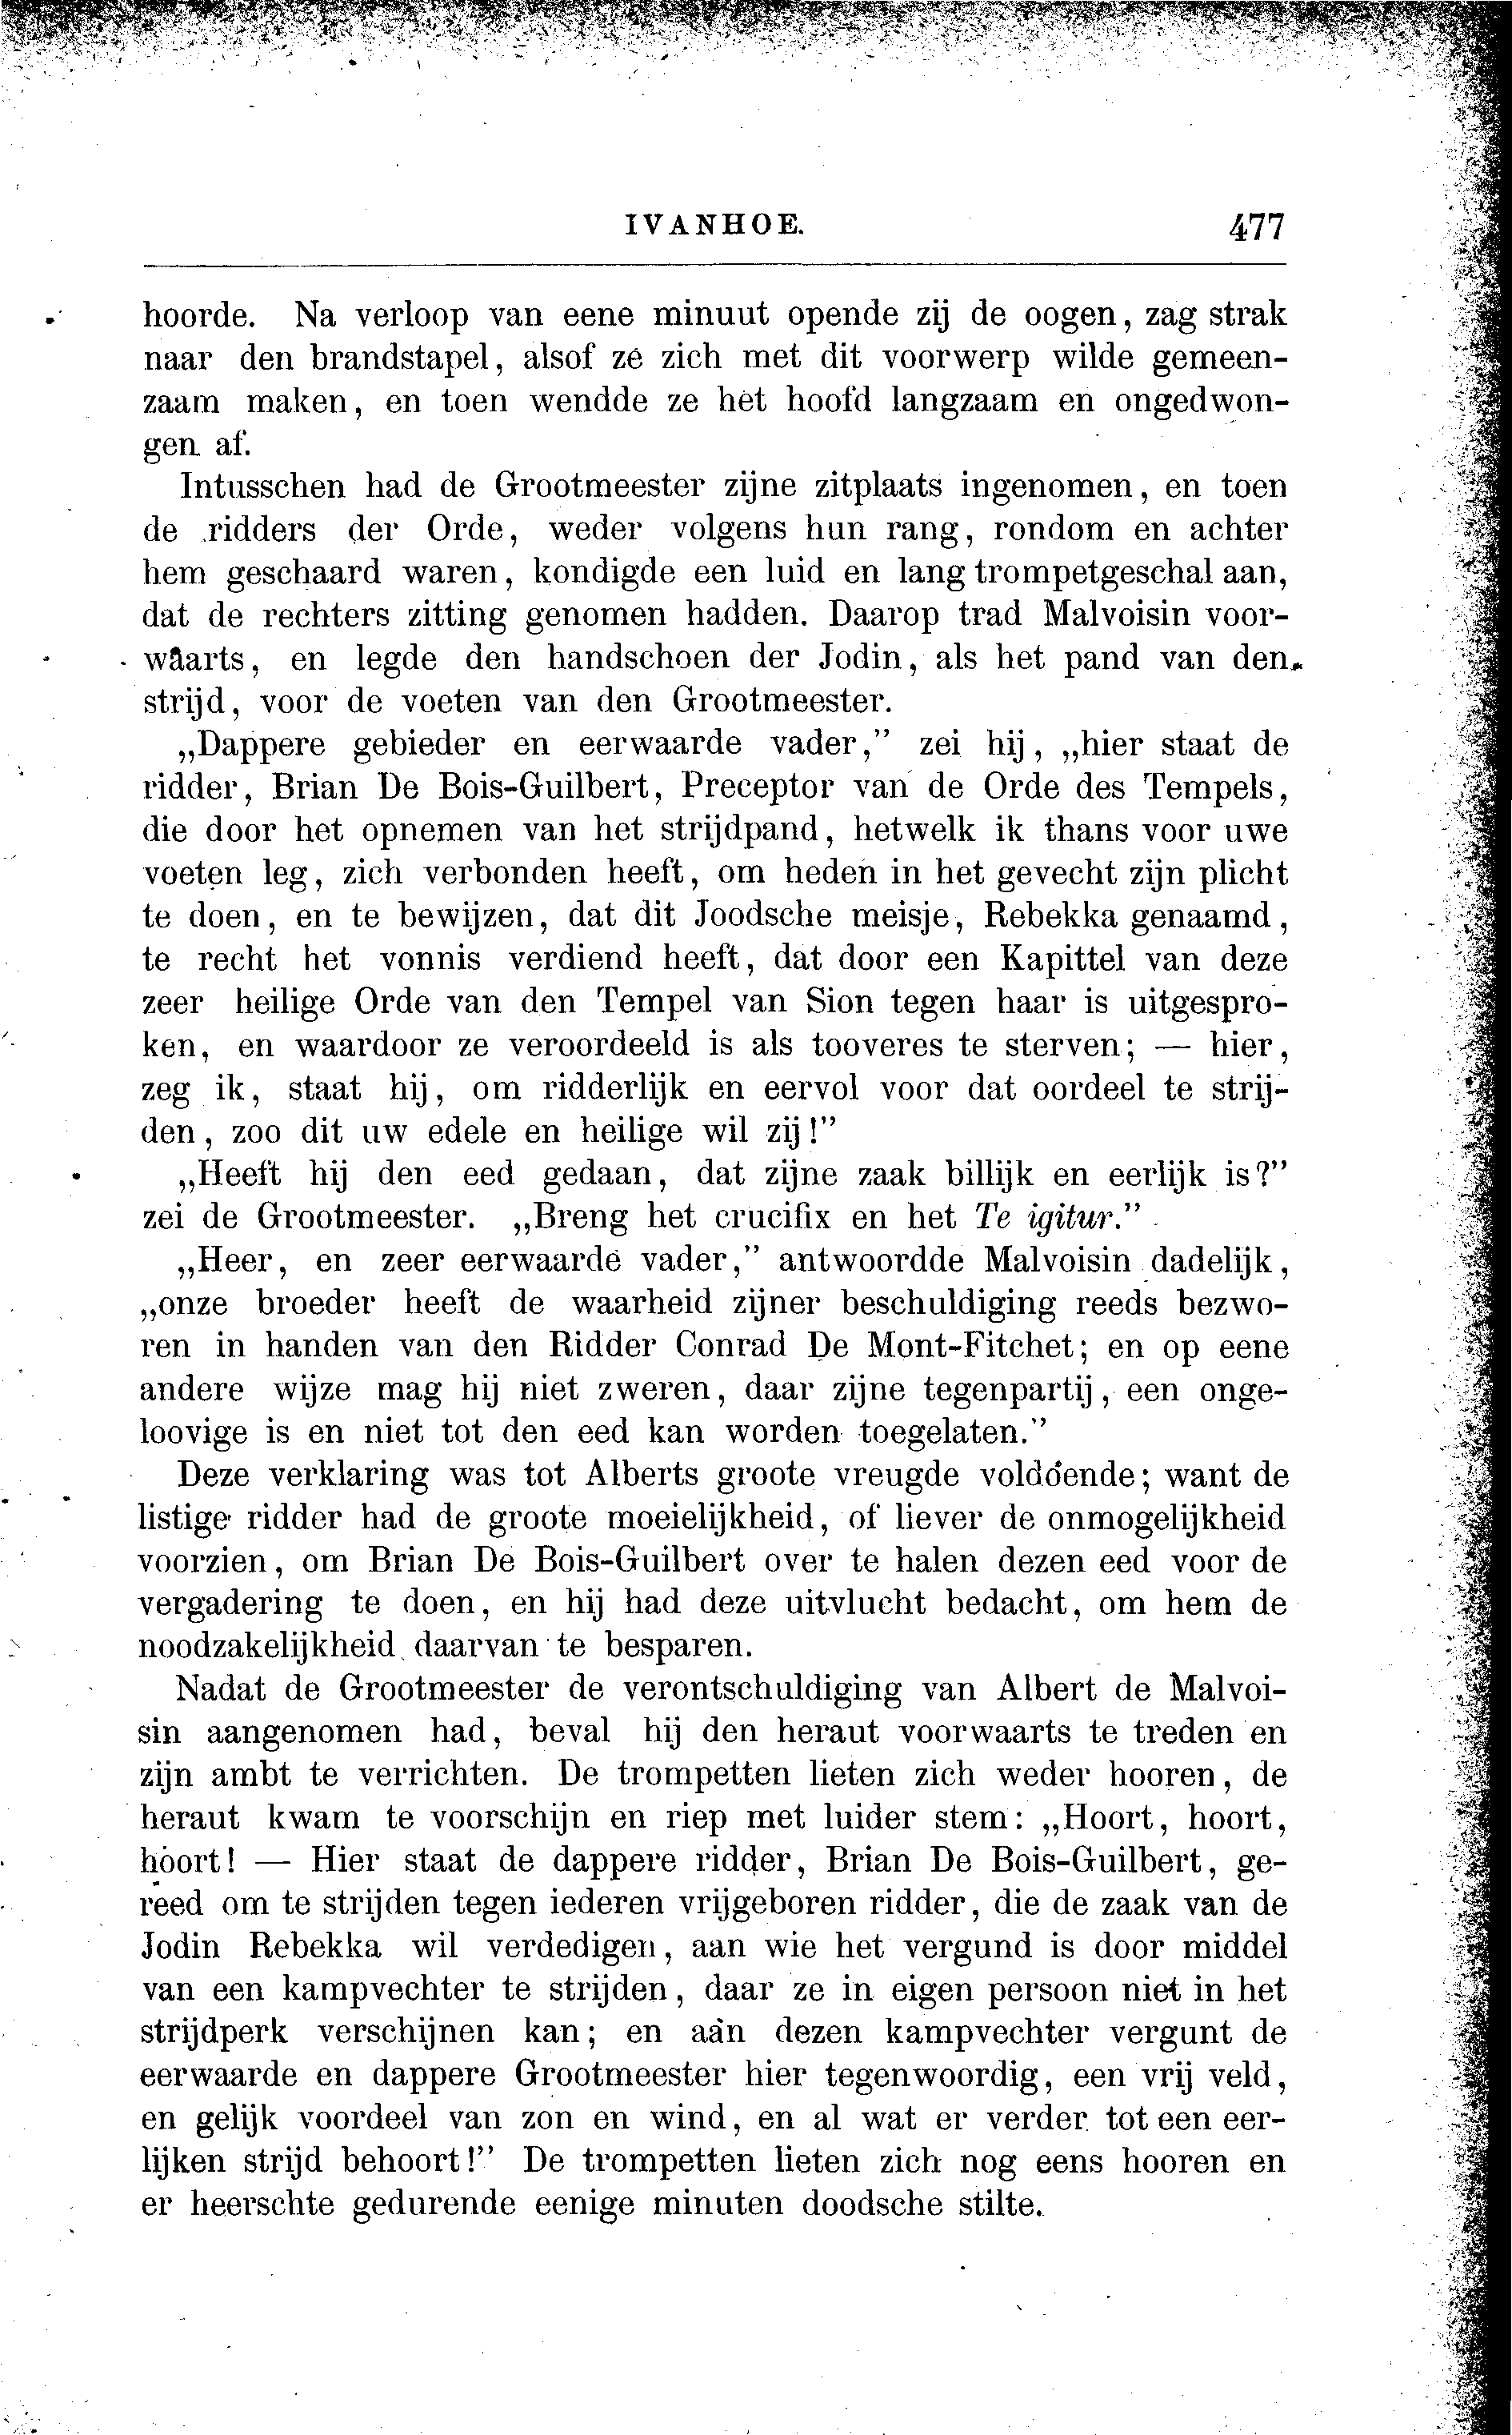 IVANHOE. 477
hoorde. Na verloop van eene minuut opende zij de oogen, zag strak
naar den brandstapel, alsof ze zich met dit voorwerp wilde gemeen-
zaam maken, en toen wendde ze het hoofd langzaam en ongedwon-
gen af.
Intusschen had de Grootmeester zijne zitplaats ingenomen, en toen
de ridders der Orde, weder volgens hun rang, rondom en achter
hem geschaard waren, kondigde een luid en lang trompetgeschal aan,
dat de rechters zitting genomen hadden. Daarop trad Malvoisin voor-
waarts, en legde den handschoen der Jodin, als het pand van den
strijd, voor de voeten van den Grootmeester.
„Dappere gebieder en eerwaarde vader,” zei hij, „hier staat de
ridder, Brian De Bois-Guilbert, Preceptor van de Orde des Tempels,
die door het opnemen van het strijdpand, hetwelk ik thans voor uwe
voeten leg, zich verbonden heeft, om heden in het gevecht zijn plicht
te doen, en te bewijzen, dat dit Joodsche meisje, Rebekka genaamd,
te recht het vonnis verdiend heeft, dat door een Kapittel van deze
zeer heilige Orde van den Tempel van Sion tegen haar is uitgespro-
ken, en waardoor ze veroordeeld is als tooveres te sterven; — hier,
zeg ik, staat hij, om ridderlijk en eervol voor dat oordeel te strij-
den, zoo dit uw edele en heilige wil zij!”
„Heeft hij den eed gedaan, dat zijne zaak billijk en eerlijk is?”
zei de Grootmeester. „Breng het crucifix en het Te igitur.”
„Heer, en zeer eerwaarde vader,” antwoordde Malvoisin dadelijk,
„onze broeder heeft de waarheid zijner beschuldiging reeds bezwo-
ren in handen van den Ridder Conrad De Mont-Fitchet; en op eene
andere wijze mag hij niet zweren, daar zijne tegenpartij, een onge-
loovige is en niet tot den eed kan worden toegelaten.”
Deze verklaring was tot Alberts groote vreugde voldoende; want de
listige ridder had de groote moeielijkheid, of liever de onmogelijkheid
voorzien, om Brian De Bois-Guilbert over te halen dezen eed voor de
vergadering te doen, en hij had deze uitvlucht bedacht, om hem de
noodzakelijkheid daarvan te besparen.
Nadat de Grootmeester de verontschuldiging van Albert de Malvoi-
sin aangenomen had, beval hij den heraut voorwaarts te treden en
zijn ambt te verrichten. De trompetten lieten zich weder hooren, de
heraut kwam te voorschijn en riep met luider stem: „Hoort, hoort,
hoort! — Hier staat de dappere ridder, Brian De Bois-Guilbert, ge-
reed om te strijden tegen iederen vrijgeboren ridder, die de zaak van de
Jodin Rebekka wil verdedigen, aan wie het vergund is door middel
van een kampvechter te strijden, daar ze in eigen persoon niet in het
strijdperk verschijnen kan; en aan dezen kampvechter vergunt de
eerwaarde en dappere Grootmeester hier tegenwoordig, een vrij veld,
en gelijk voordeel van zon en wind, en al wat er verder tot een eer-
lijken strijd behoort!” De trompetten lieten zich nog eens hooren en
er heerschte gedurende eenige minuten doodsche stilte.